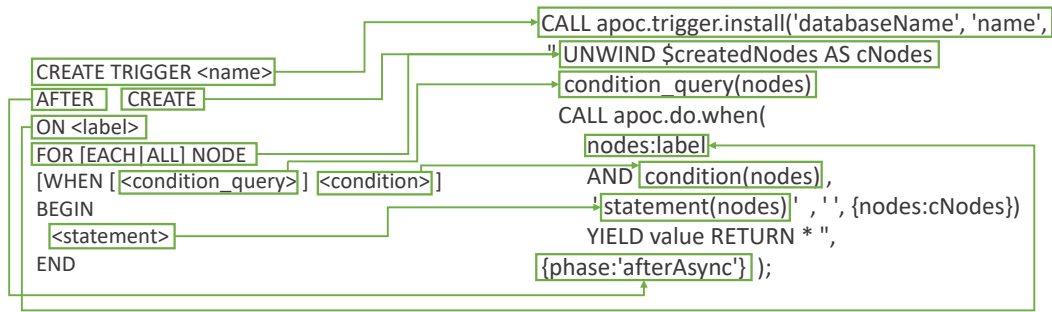 CREATE TRIGGER <name>
AFTER CREATE
ON <label>
FOR [EACH|ALL] NODE
[WHEN [ <condition_query> ] <condition> ]
BEGIN
<statement>
END
CALL apoc.trigger.install('databaseName', 'name',
" UNWIND $createdNodes AS cNodes
condition_query(nodes)
CALL apoc.do.when(
nodes:label
AND condition(nodes) ,
' statement(nodes) ' , ' ', {nodes:cNodes})
YIELD value RETURN * ",
{phase:'afterAsync'} );